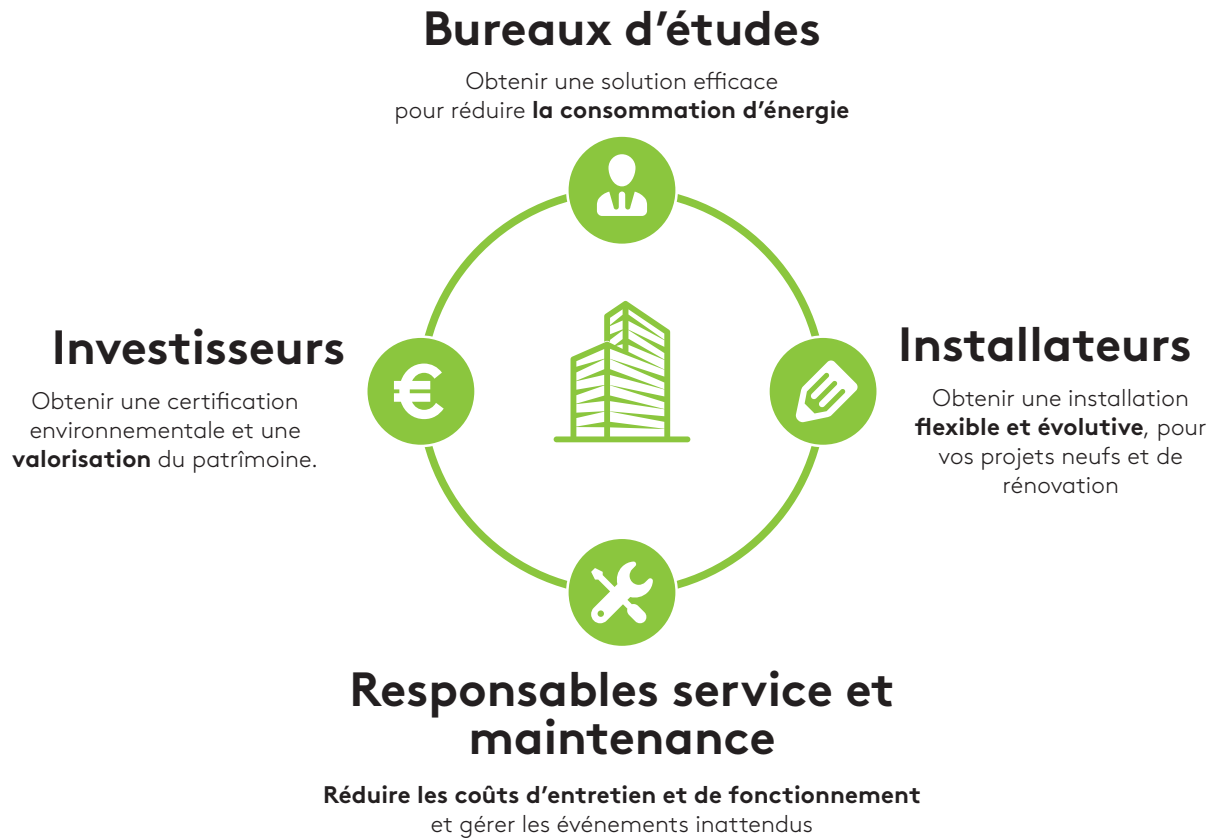 Bureaux d’études
Obtenir une solution efficace
pour réduire la consommation d’énergie
Investisseurs
Obtenir une certification
environnementale et une
valorisation du patrîmoine.
€
Installateurs
Obtenir une installation
flexible et évolutive, pour
vos projets neufs et de
rénovation
Responsables service et
maintenance
Réduire les coûts d’entretien et de fonctionnement
et gérer les événements inattendus